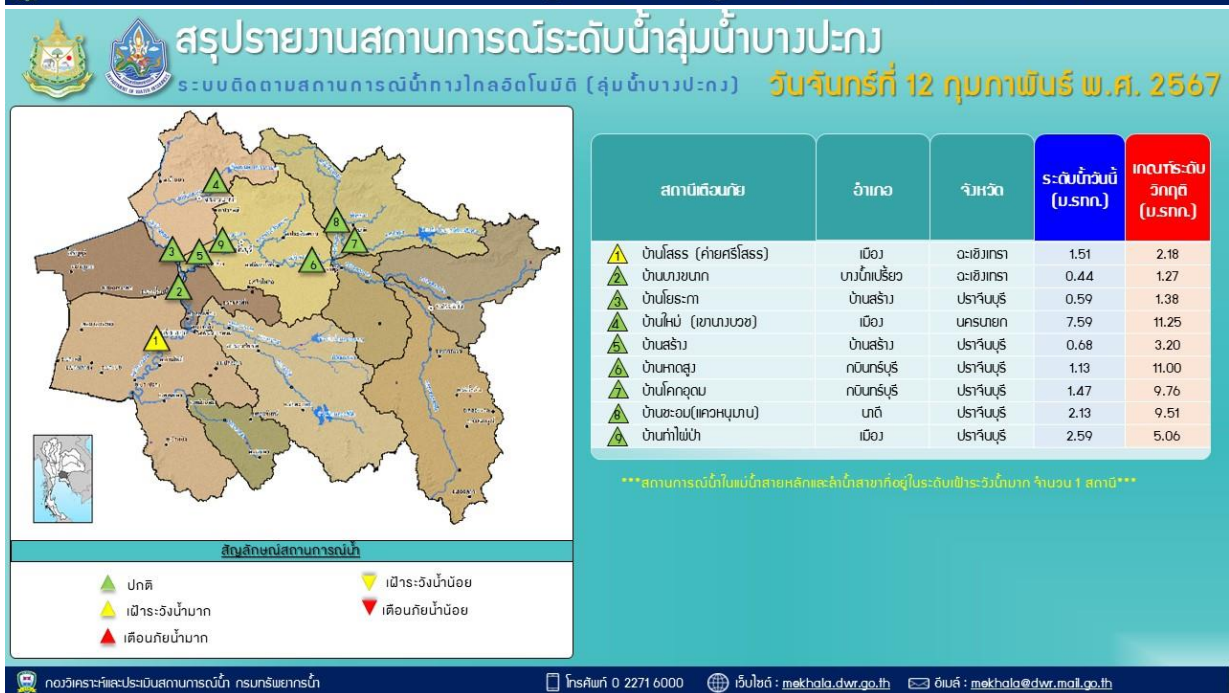 สรุปรายงานสถานการณ์ระดับน้ำลุ่มน้ำบางปะกง
ระบบติดตามสถานการณ์น้ำทางไกลอัตโนมัติ (ลุ่มน้ำบางปะกง)
วันจันทร์ที่ 12 กุมภาพันธ์ พ.ศ. 2567
สถานีเตือนภัย อำเภอ จังหวัด ระดับน้ำวันนี้ (ม.รทก.) เกณฑ์ระดับวิกฤติ (ม.รทก.)
1 บ้านโสธร (ค่ายศรีโสธร) เมือง ฉะเชิงเทรา 1.51 2.18
2 บ้านบางขนาก บางน้ำเปรี้ยว ฉะเชิงเทรา 0.44 1.27
3 บ้านโยธะกา บ้านสร้าง ปราจีนบุรี 0.59 1.38
4 บ้านใหม่ (เขานางบวช) เมือง นครนายก 7.59 11.25
5 บ้านสร้าง บ้านสร้าง ปราจีนบุรี 0.68 3.20
6 บ้านหาดสูง กบินทร์บุรี ปราจีนบุรี 1.13 11.00
7 บ้านโคกอุดม กบินทร์บุรี ปราจีนบุรี 1.47 9.76
8 บ้านชะอม(แควหนุมาน) นาดี ปราจีนบุรี 2.13 9.51
9 บ้านท่าไผ่ป่า เมือง ปราจีนบุรี 2.59 5.06
***สถานการณ์น้ำในแม่น้ำสายหลักและลำน้ำสาขาที่อยู่ในระดับเฝ้าระวังน้ำมาก จำนวน 1 สถานี***
4
8
7
9
3
5
6
2
1
สัญลักษณ์สถานการณ์น้ำ
ปกติ
เฝ้าระวังน้ำน้อย
เฝ้าระวังน้ำมาก
เตือนภัยน้ำน้อย
เตือนภัยน้ำมาก
กองวิเคราะห์และประเมินสถานการณ์น้ำ กรมทรัพยากรน้ำ
โทรศัพท์ 0 2271 6000
เว็บไซต์ : mekhala.dwr.go.th
อีเมล์ : mekhala@dwr.mail.go.th